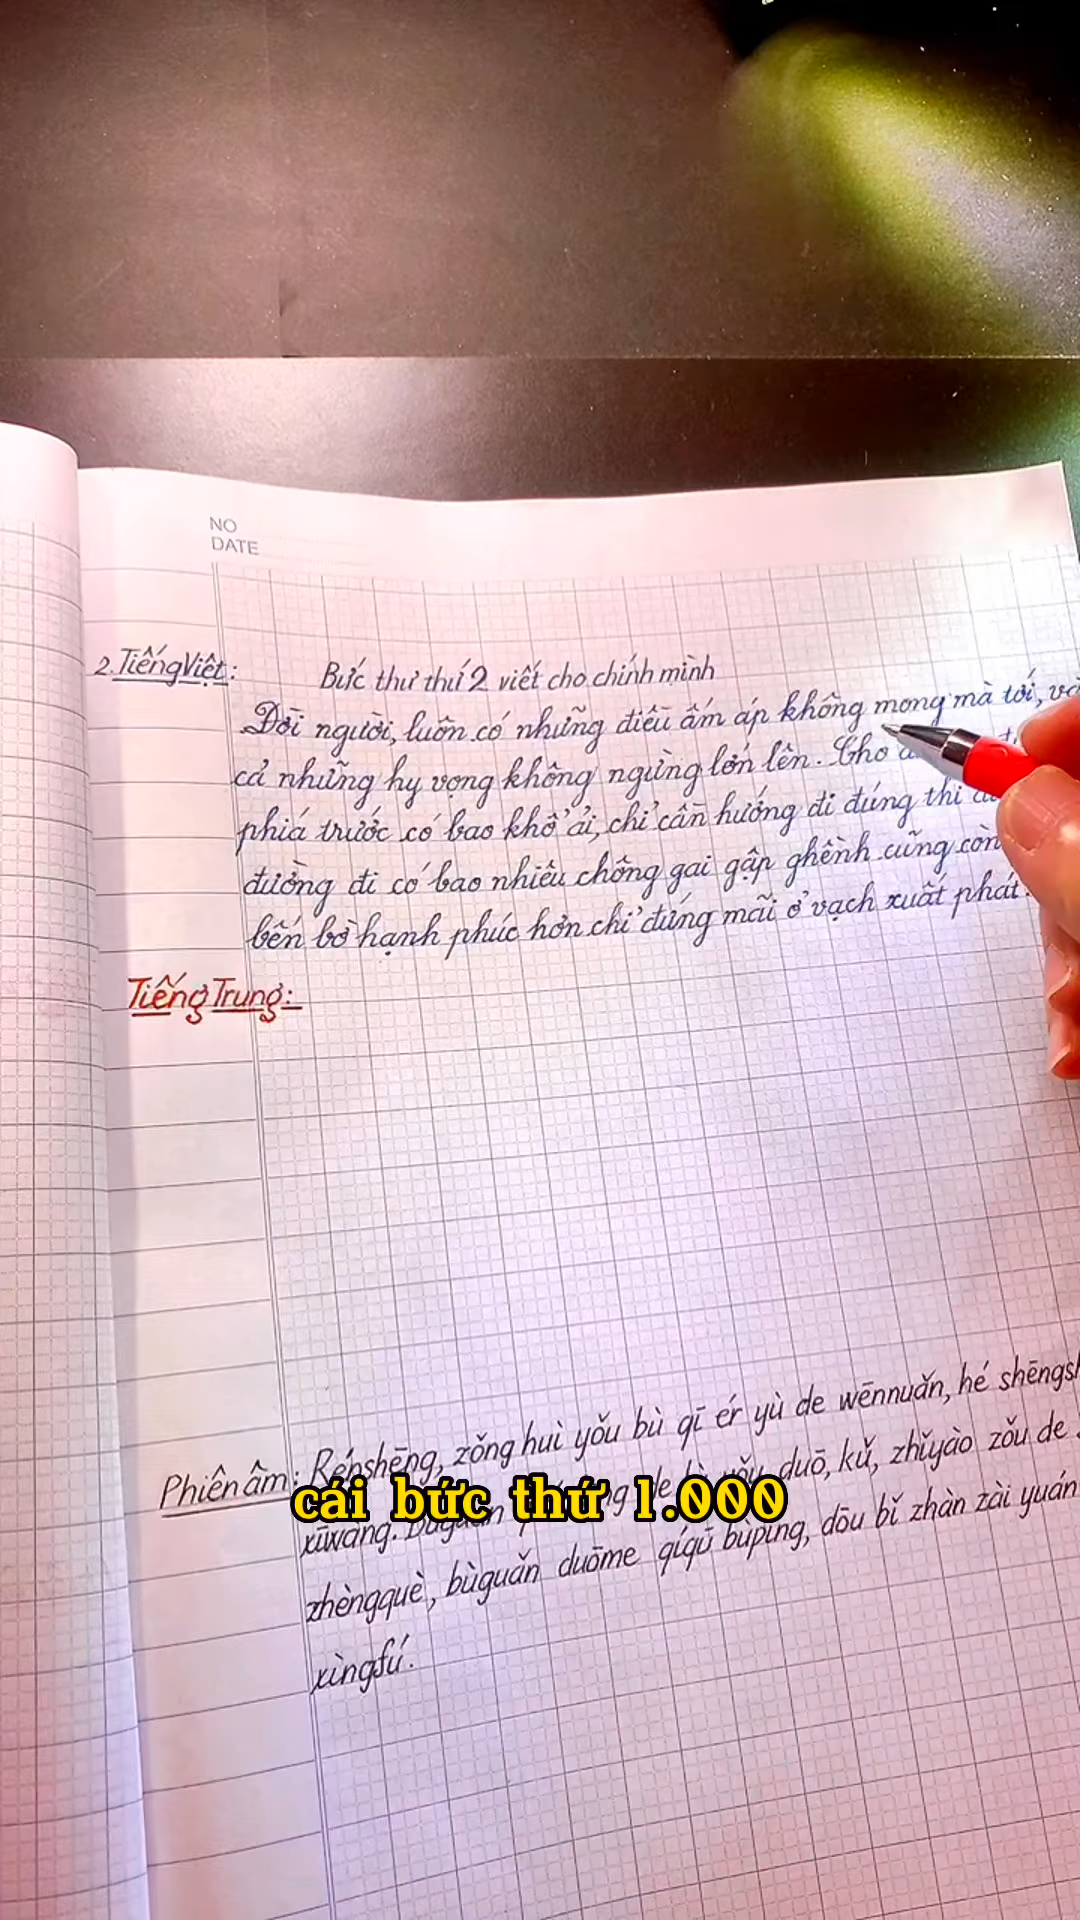 NO
DATE
2. Tiếng Việt:
Bức thư thứ 2 viết cho chính mình
Đời người, luôn có những điều ấm áp không mong mà tới, và
cả những hy vọng không ngừng lớn lên. Cho
phiá trước có bao khổ ải, chỉ cần hướng đi đúng thì
đường đi có bao nhiêu chông gai gập ghềnh cũng còn
bến bờ hạnh phúc hơn chỉ đứng mãi ở vạch xuất phát.
Tiếng Trung:
Phiên âm: Rénshēng, zǒng huì yǒu bù qī ér yù de wēnnuǎn, hé shēngsh
xīwàng. duō, kǔ, zhǐyào zǒu de
cái bức thứ 1.000
zhèngquè, bùguǎn duōme qíqū bùpíng, dōu bǐ zhàn zài yuán
xìngfú.